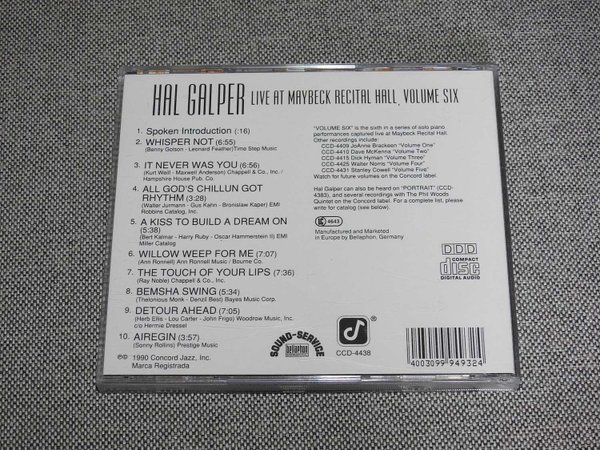 HAL GALPER LIVE AT MAYBECK RECITAL HALL, VOLUME SIX
1. Spoken Introduction (:16)
2. WHISPER NOT (6:55)
(Benny Golson - Leonard Feather)Time Step Music
3. IT NEVER WAS YOU (6:56)
(Kurt Weill - Maxwell Anderson) Chappell & Co., Inc. /
Hampshire House Pub. Co.
4. ALL GOD'S CHILLUN GOT
RHYTHM (3:28)
(Walter Jurmann - Gus Kahn - Bronislaw Kaper) EMI
Robbins Catalog, Inc.
5. A KISS TO BUILD A DREAM ON
(5:38)
(Bert Kalmar - Harry Ruby - Oscar Hammerstein II) EMI
Miller Catalog
6. WILLOW WEEP FOR ME (7:07)
(Ann Ronnell) Ann Ronnell Music / Bourne Co.
7. THE TOUCH OF YOUR LIPS (7:36)
(Ray Noble) Chappell & Co., Inc.
8. BEMSHA SWING (5:34)
(Thelonious Monk - Denzil Best) Bayes Music Corp.
9. DETOUR AHEAD (7:05)
(Herb Ellis - Lou Carter - John Frigo) Woodrow Music, Inc.
c/o Hermie Dressel
10. AIREGIN (3:57)
(Sonny Rollins) Prestige Music
℗© 1990 Concord Jazz, Inc.
Marca Registrada
"VOLUME SIX" is the sixth in a series of solo piano
performances captured live at Maybeck Recital Hall.
Other recordings include:
CCD-4409 JoAnne Brackeen "Volume One"
CCD-4410 Dave McKenna "Volume Two"
CCD-4415 Dick Hyman "Volume Three"
CCD-4425 Walter Norris "Volume Four"
CCD-4431 Stanley Cowell "Volume Five"
Watch for future volumes on the Concord label.
Hal Galper can also be heard on "PORTRAIT" (CCD-
4383), and several recordings with The Phil Woods
Quintet on the Concord label. For a complete list, please
write for catalog (see below).
LC 4643
Manufactured and Marketed
in Europe by Bellaphon, Germany
DDD
COMPACT
disc
DIGITAL AUDIO
SOUND-SERVICE
bellaphon
CCD-4438
4003099949324